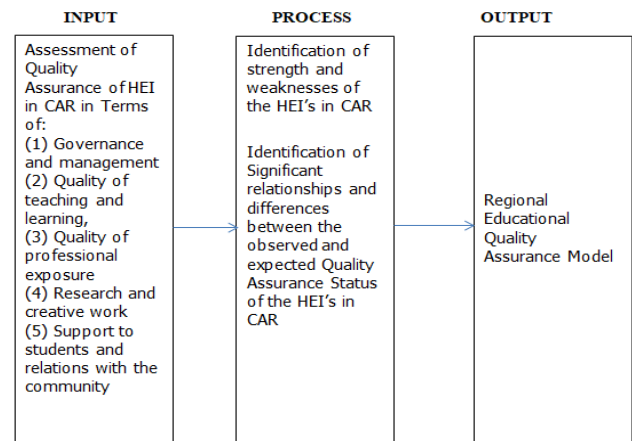 INPUT
Assessment of
Quality
Assurance of HEI
in CAR in Terms
of:
(1) Governance
and management
(2) Quality of
teaching and
learning,
(3) Quality of
professional
exposure
(4) Research and
creative work
(5) Support to
students and
relations with the
community
PROCESS
Identification of
strength and
weaknesses of
the HEI's in CAR
Identification of
Significant
relationships and
differences
between the
observed and
expected Quality
Assurance Status
of the HEI's in
CAR
OUTPUT
Regional
Educational
Quality
Assurance Model